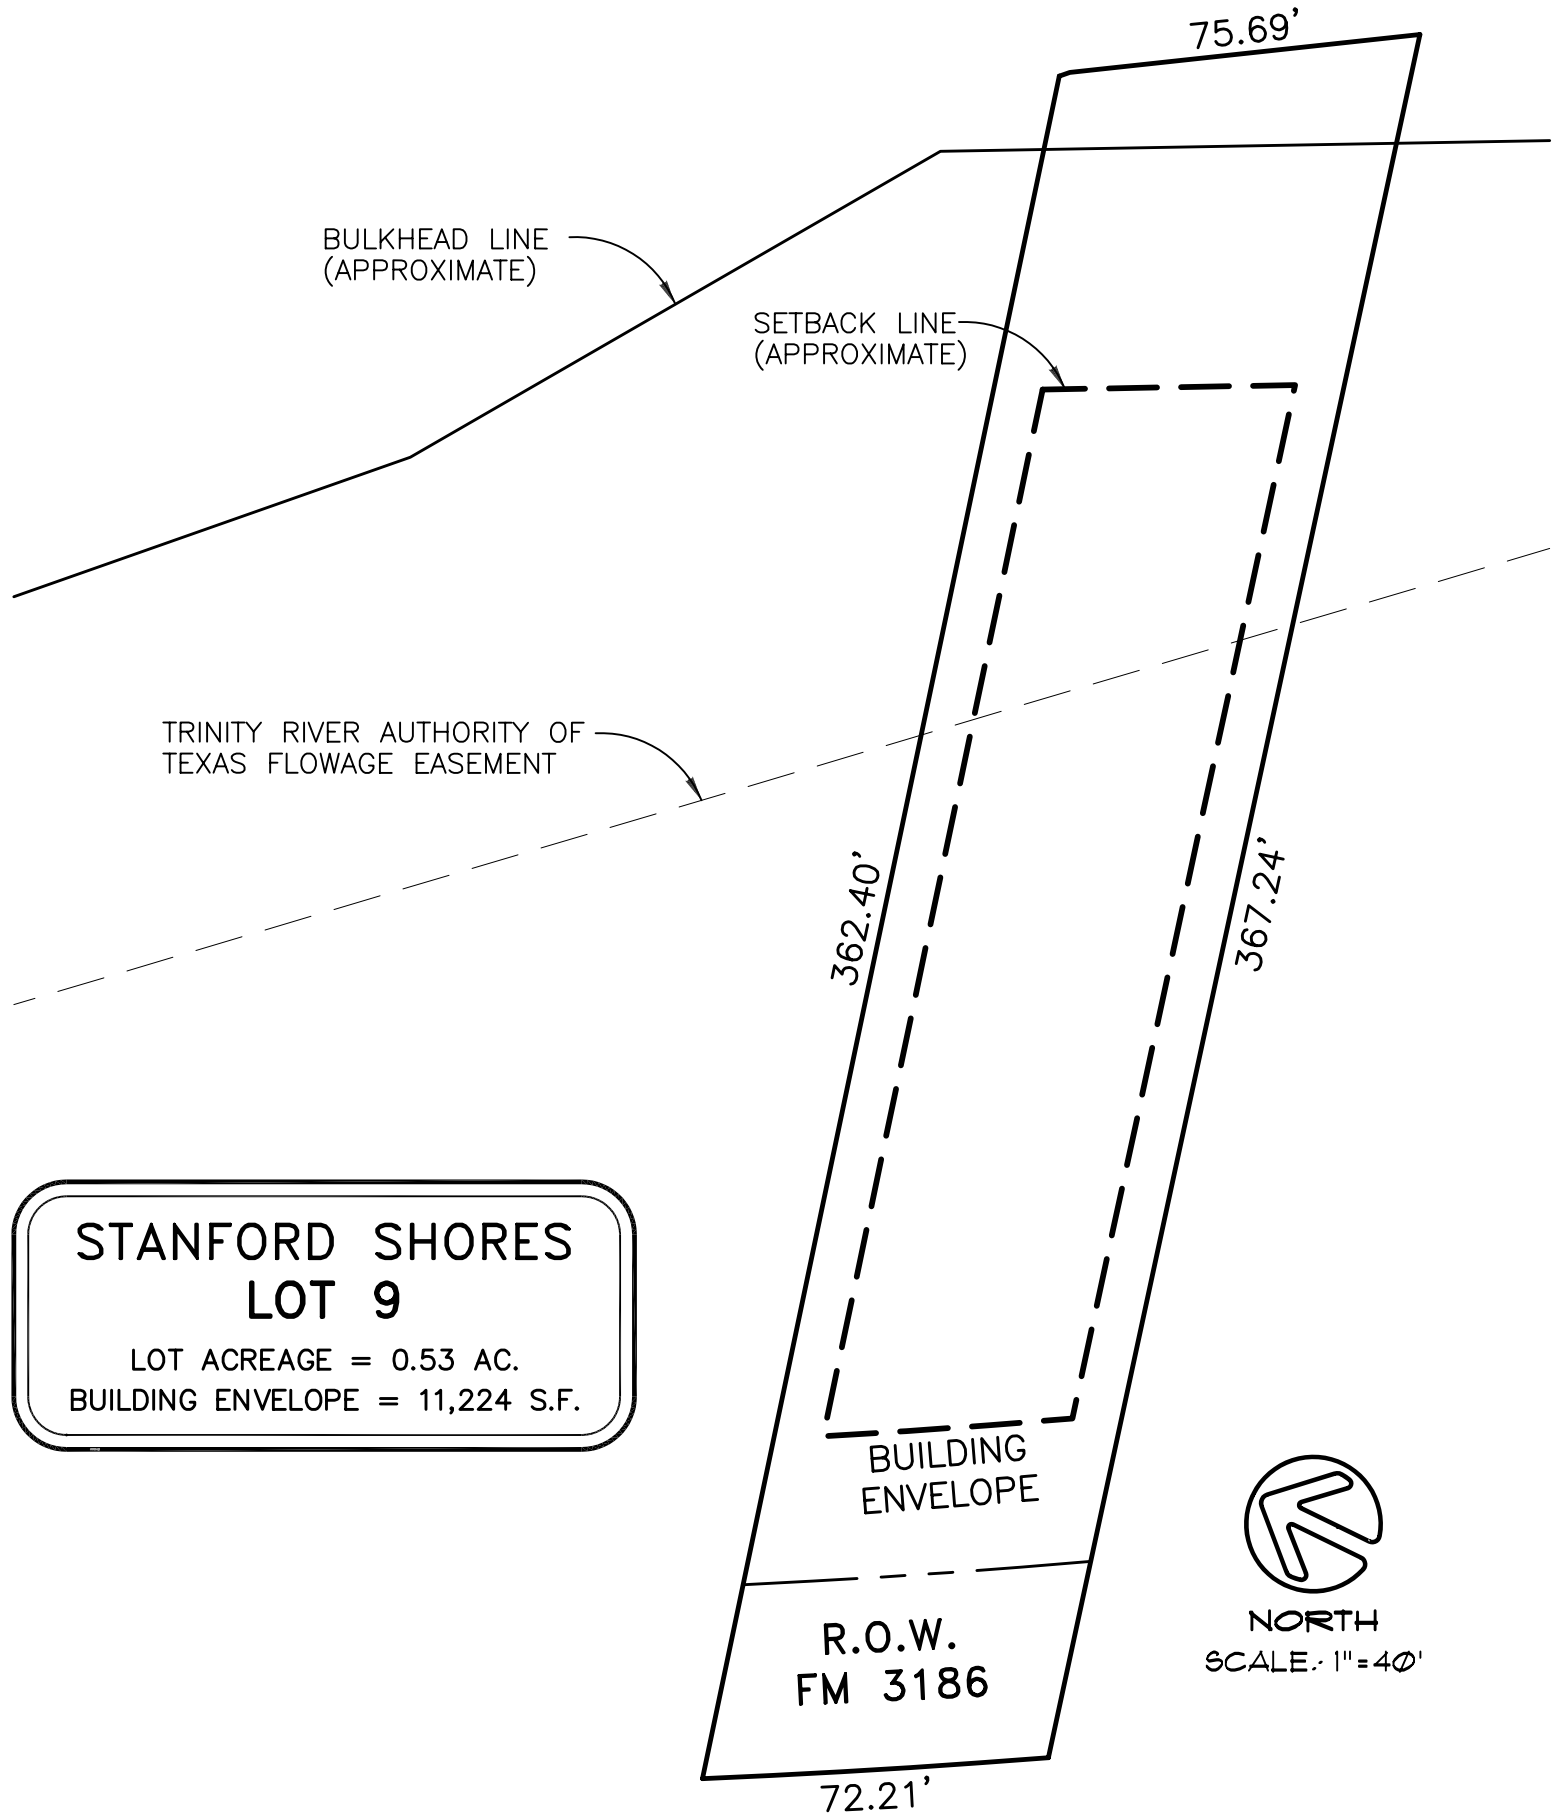 75.69'
BULKHEAD LINE
(APPROXIMATE)
SETBACK LINE
(APPROXIMATE)
TRINITY RIVER AUTHORITY OF
TEXAS FLOWAGE EASEMENT
362.40'
367.24'
STANFORD SHORES
LOT 9
LOT ACREAGE = 0.53 AC.
BUILDING ENVELOPE = 11,224 S.F.
BUILDING
ENVELOPE
R.O.W.
FM 3186
NORTH
SCALE: 1"=40'
72.21'